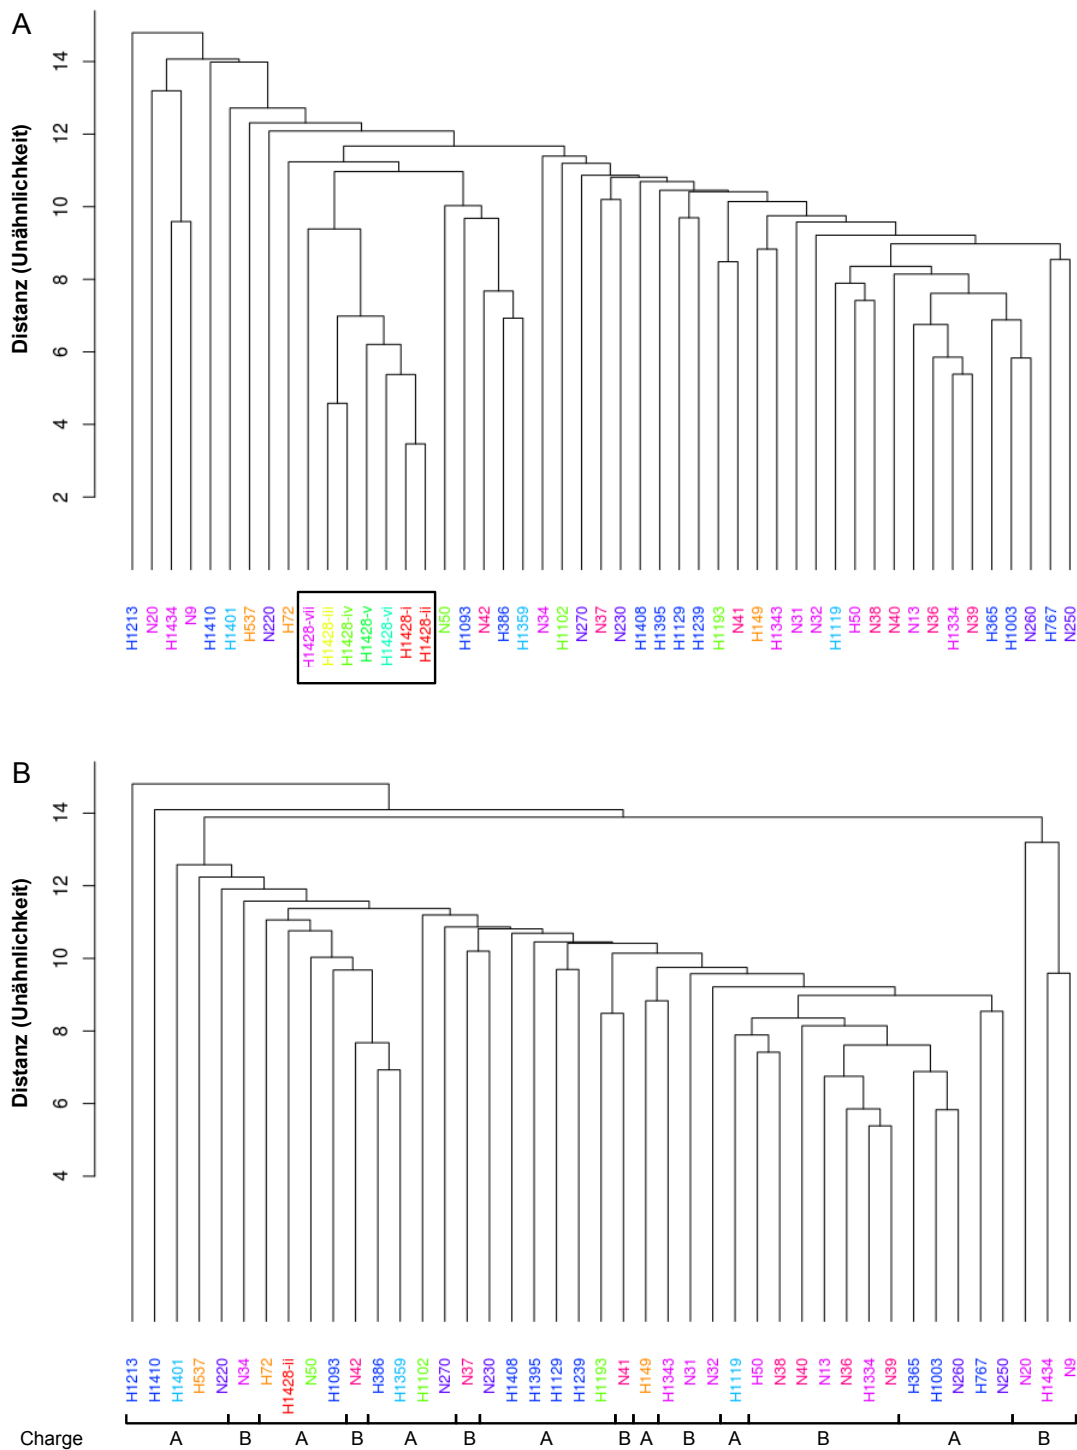 A
Distanz (Unähnlichkeit)
14
12
10
8
6
4
2
H1213 N20 H1434 N9 H1410 H1401 H537 N220 H72 H1428-vii H1428-iii H1428-iv H1428-v H1428-vi H1428-i H1428-ii N50 H1093 N42 H386 H1359 N34 H1102 N270 N37 N230 H1408 H1395 H1129 H1239 H1193 N41 H149 H1343 N31 N32 H1119 H50 N38 N40 N13 N36 H1334 N39 H365 H1003 N260 H767 N250
B
Distanz (Unähnlichkeit)
14
12
10
8
6
4
H1213 H1410 H1401 H537 N220 N34 H72 H1428-ii N50 H1093 N42 H386 H1359 H1102 N270 N37 N230 H1408 H1395 H1129 H1239 H1193 N41 H149 H1343 N31 N32 H1119 H50 N38 N40 N13 N36 H1334 N39 H365 H1003 N260 H767 N250 N20 H1434 N9
Charge A B A B A B A B A B A B A B